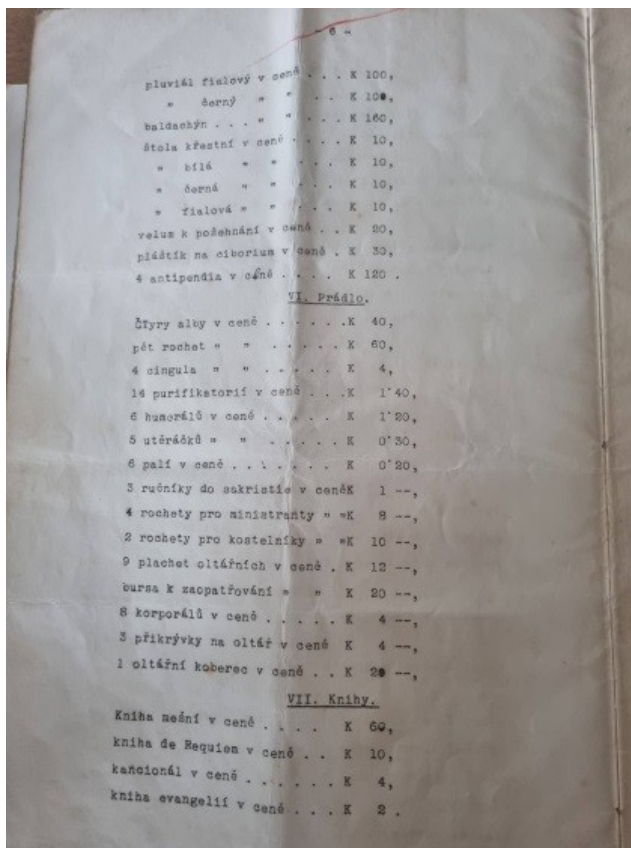 - 6 -
pluviál fialový v ceně . . . K 100,
" černý " " . . K 100,
baldachýn . . . " " . . K 160,
štola křestní v ceně . . . . K 10,
" bílá " " . . . K 10,
" černá " " . . . K 10,
" fialová " " . . . K 10,
velum k požehnání v ceně . . K 20,
pláštík na ciborium v ceně . K 30,
4 antipendia v ceně . . . . K 120 .
VI. Prádlo.
Čtyry alby v ceně . . . . . .K 40,
pět rochet " " . . . . . K 60,
4 cingula " " . . . . . K 4,
14 purifikatorií v ceně . . .K 1'40,
6 humerálů v ceně . . . . . K 1'20,
5 utěráčků " " . . . . . K 0'30,
6 palí v ceně . . . . . . . K 0'20,
3 ručníky do sakristie v ceněK 1 --,
4 rochety pro ministranty " "K 8 --,
2 rochety pro kostelníky " "K 10 --,
9 plachet oltářních v ceně . K 12 --,
bursa k zaopatřování " " K 20 --,
8 korporálů v ceně . . . . . K 4 --,
3 přikrývky na oltář v ceně K 4 --,
1 oltářní koberec v ceně . . K 20 --,
VII. Knihy.
Kniha mešní v ceně . . . . K 60,
kniha de Requiem v ceně . . K 10,
kancionál v ceně . . . . . . K 4,
kniha evangelií v ceně . . . K 2 .